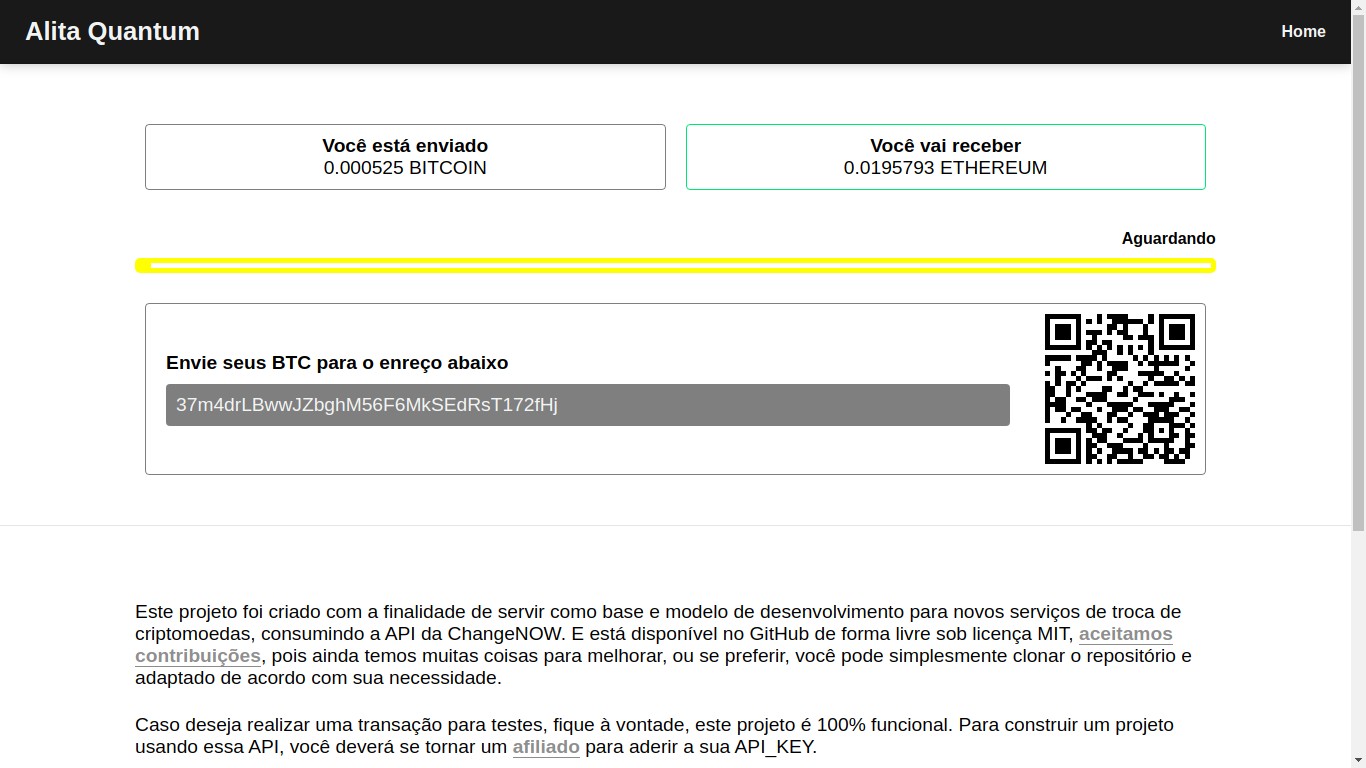 Alita Quantum
Home
Você está enviado
0.000525 BITCOIN
Você vai receber
0.0195793 ETHEREUM
Aguardando
Envie seus BTC para o enreço abaixo
37m4drLBwwJZbghM56F6MkSEdRsT172fHj
Este projeto foi criado com a finalidade de servir como base e modelo de desenvolvimento para novos serviços de troca de
criptomoedas, consumindo a API da ChangeNOW. E está disponível no GitHub de forma livre sob licença MIT, aceitamos
contribuições, pois ainda temos muitas coisas para melhorar, ou se preferir, você pode simplesmente clonar o repositório e
adaptado de acordo com sua necessidade.
Caso deseja realizar uma transação para testes, fique à vontade, este projeto é 100% funcional. Para construir um projeto
usando essa API, você deverá se tornar um afiliado para aderir a sua API_KEY.